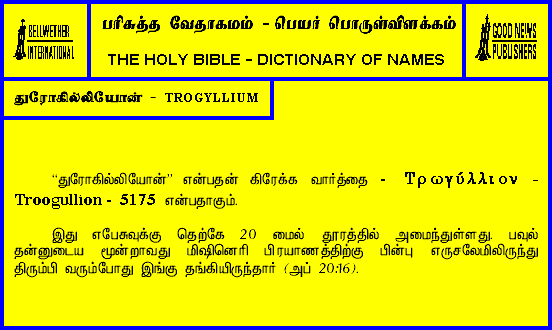 BELLWETHER
INTERNATIONAL
பரிசுத்த வேதாகமம் - பெயர் பொருள்விளக்கம்
THE HOLY BIBLE - DICTIONARY OF NAMES
GOOD NEWS
PUBLISHERS
துரோகில்லியோன் - TROGYLLIUM
“துரோகில்லியோன்” என்பதன் கிரேக்க வார்த்தை - Τρωγύλλιον -
Troogullion - 5175 என்பதாகும்.
இது எபேசுவுக்கு தெற்கே 20 மைல் தூரத்தில் அமைந்துள்ளது. பவுல்
தன்னுடைய மூன்றாவது மிஷினெரி பிரயாணத்திற்கு பின்பு எருசலேமிலிருந்து
திரும்பி வரும்போது இங்கு தங்கியிருந்தார் (அப் 20:16).